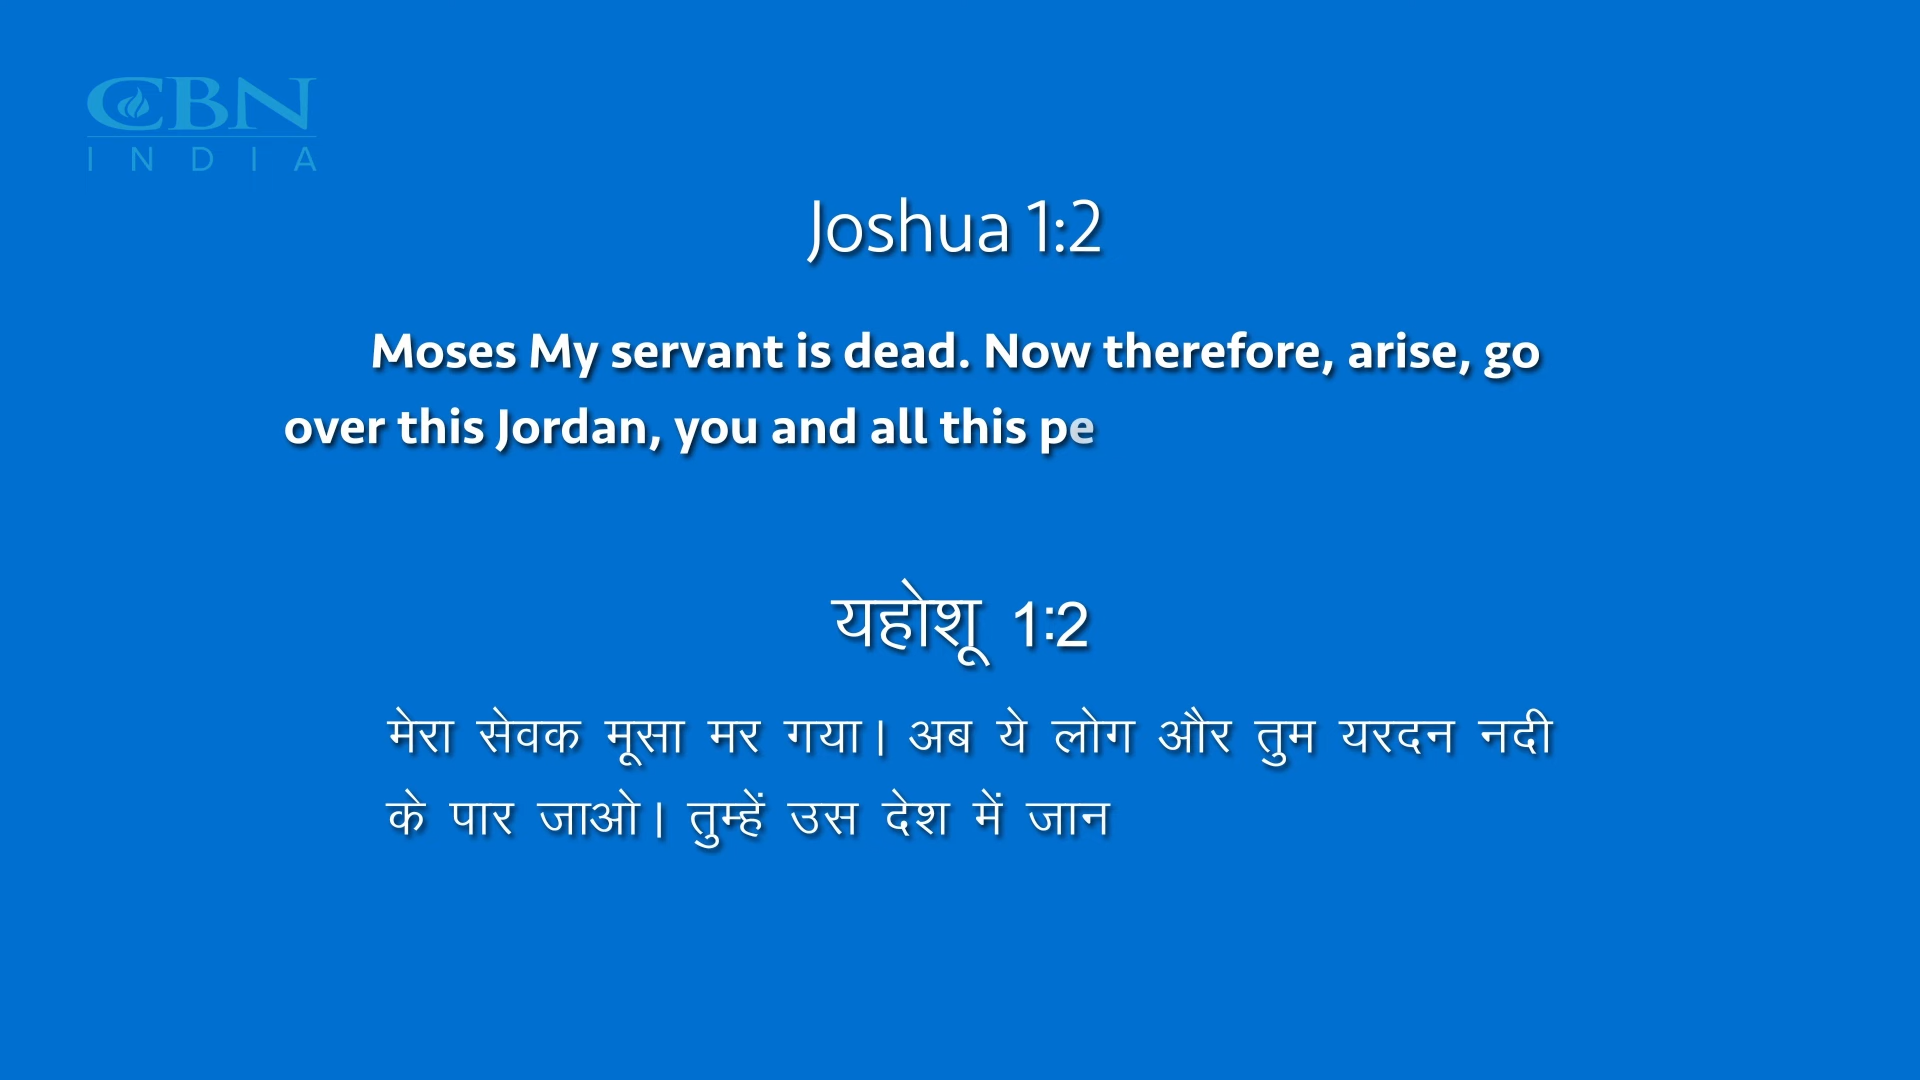 CBN
INDIA
Joshua 1:2
Moses My servant is dead. Now therefore, arise, go
over this Jordan, you and all this pe
यहोशू 1:2
मेरा सेवक मूसा मर गया। अब ये लोग और तुम यरदन नदी
के पार जाओ। तुम्हें उस देश में जान